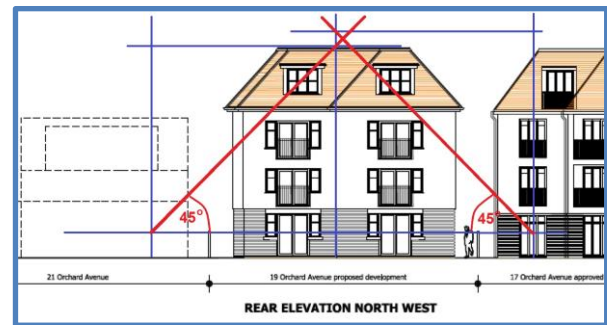 45° 45°
21 Orchard Avenue 19 Orchard Avenue proposed development 17 Orchard Avenue approved
REAR ELEVATION NORTH WEST